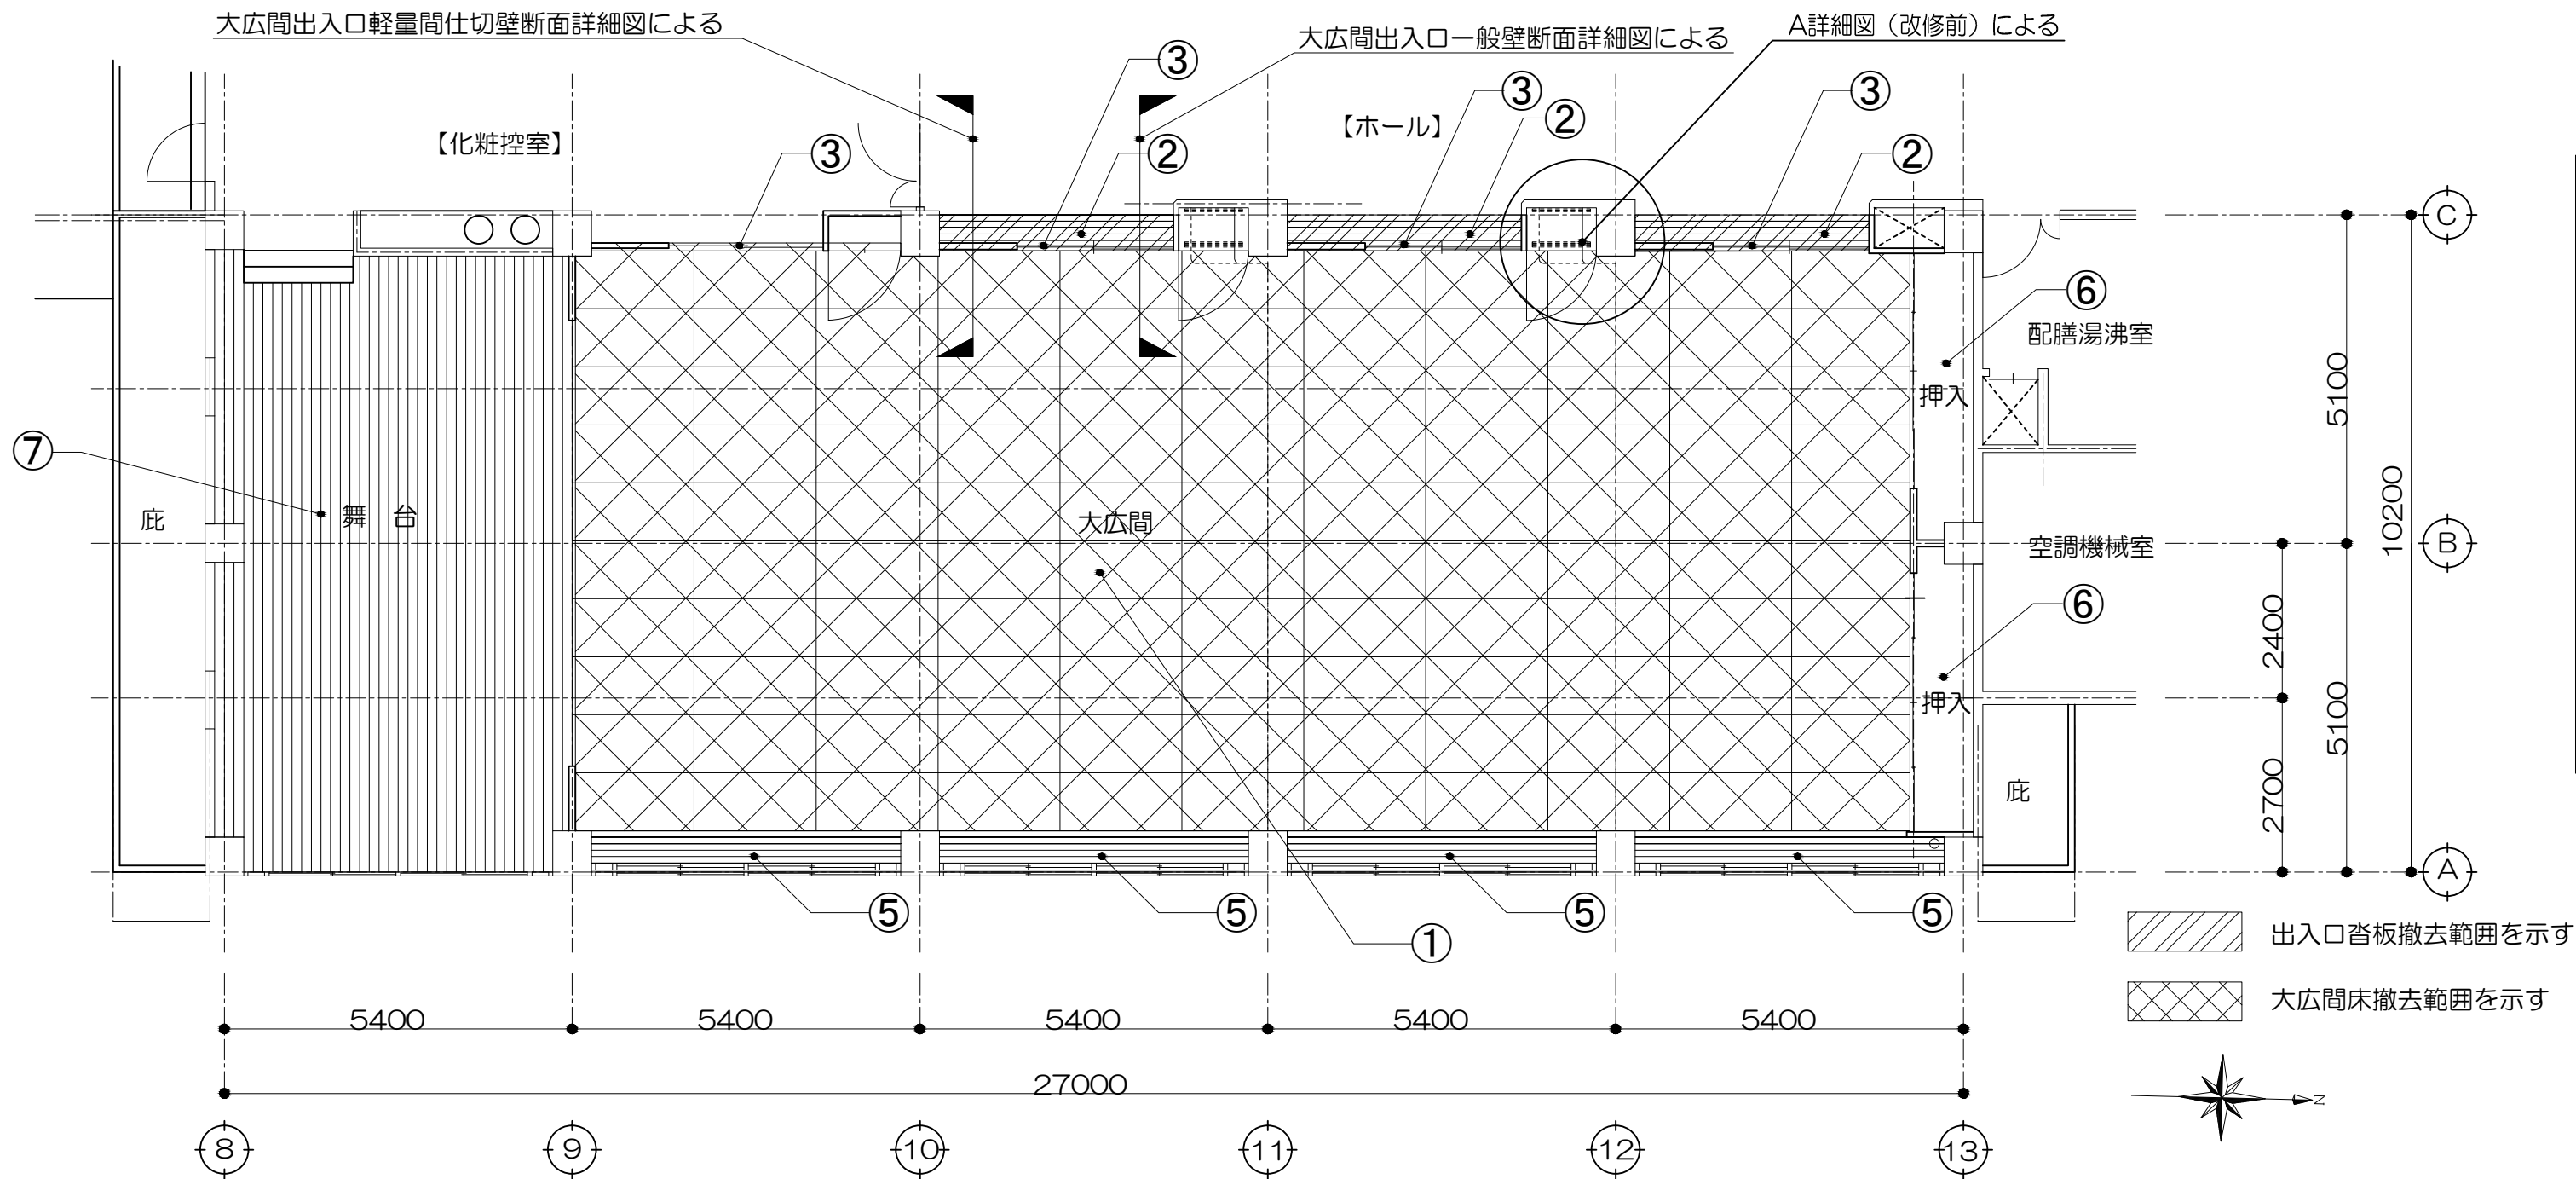 大広間出入口軽量間仕切壁断面詳細図による
大広間出入口一般壁断面詳細図による
A詳細図（改修前）による
③
③
③
②
②
③
②
③
【化粧控室】
【ホール】
C
⑥
配膳湯沸室
押入
5100
10200
⑦
庇
舞 台
大広間
空調機械室
B
⑥
2400
押入
5100
2700
庇
A
⑤
⑤
⑤
⑤
①
出入口沓板撤去範囲を示す
大広間床撤去範囲を示す
5400
5400
5400
5400
5400
27000
N
8
9
10
11
12
13